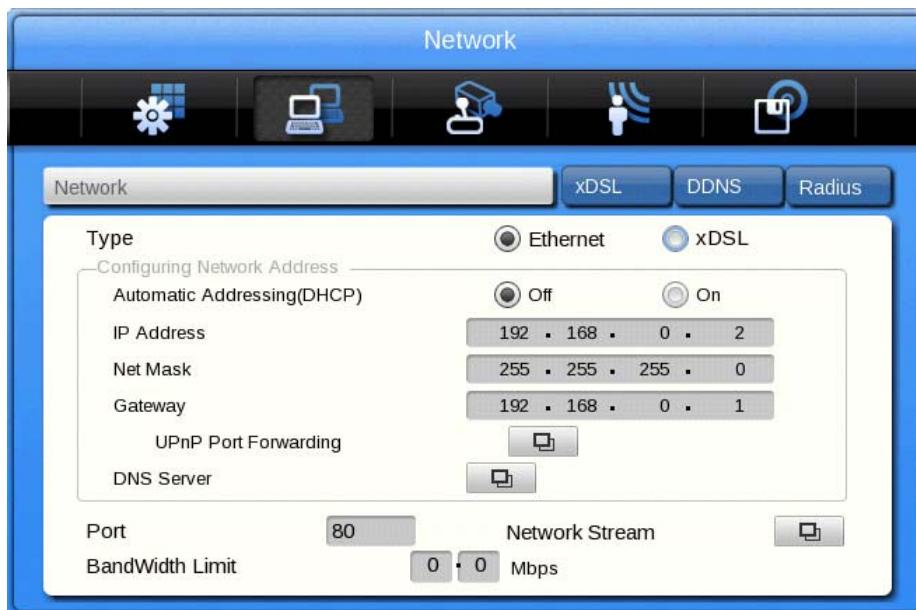 Network
Network xDSL DDNS Radius
Type Ethernet xDSL
Configuring Network Address
Automatic Addressing(DHCP) Off On
IP Address 192 . 168 . 0 . 2
Net Mask 255 . 255 . 255 . 0
Gateway 192 . 168 . 0 . 1
UPnP Port Forwarding
DNS Server
Port 80 Network Stream
BandWidth Limit 0 . 0 Mbps